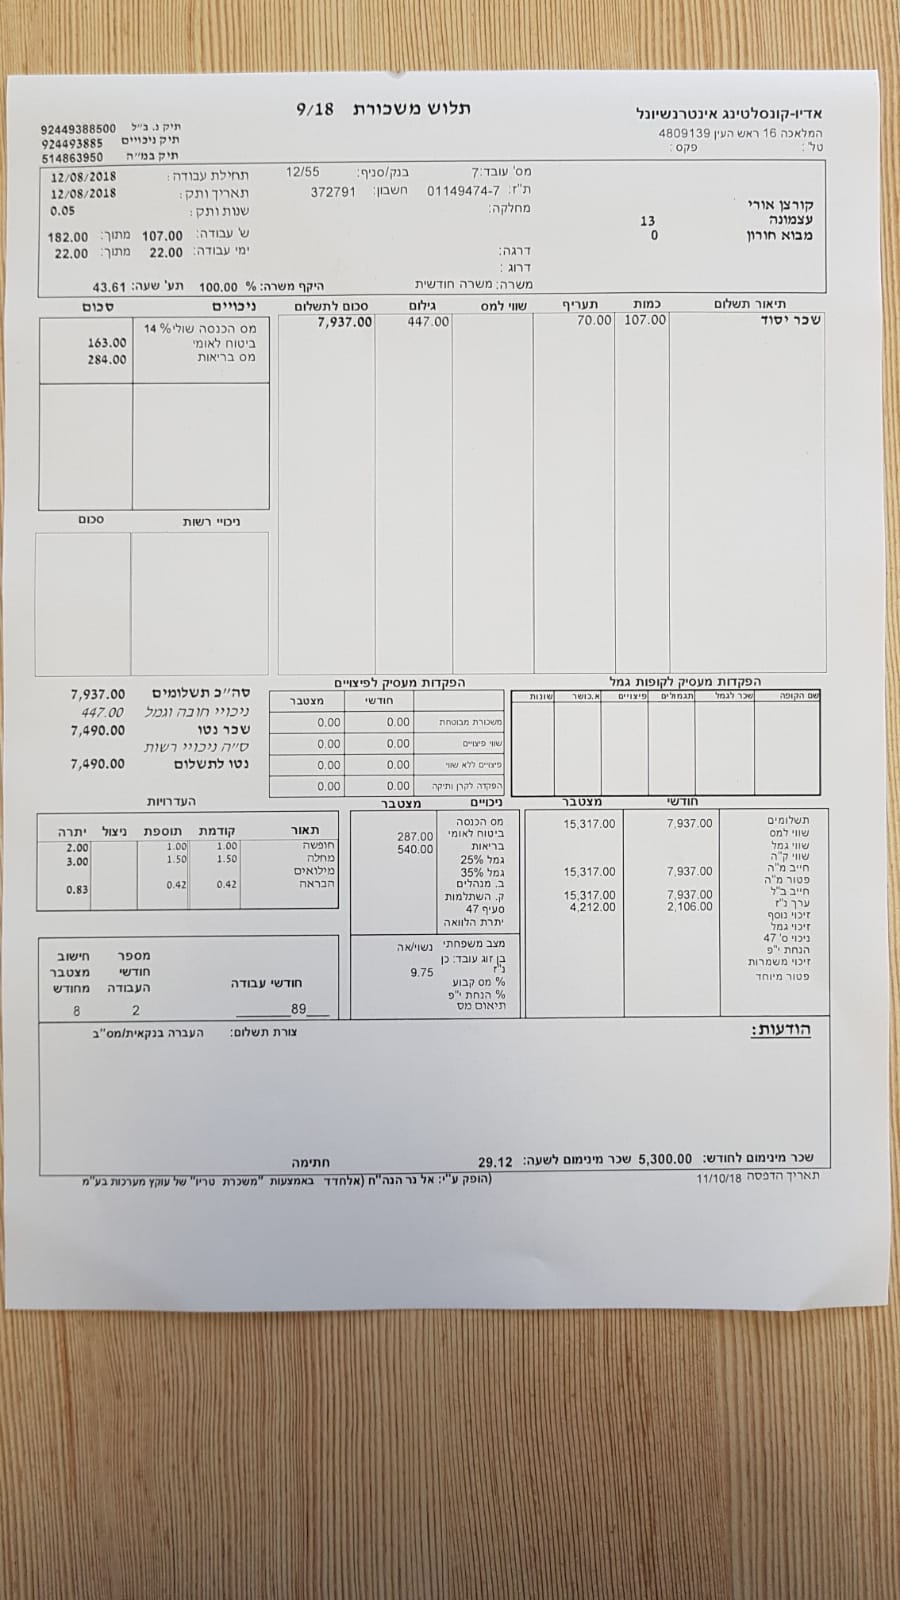 תלוש משכורת 9/18
אדיו-קונסלטינג אינטרנשיונל
המלאכה 16 ראש העין 4809139
טל': פקס:
תיק נ. ב"ל 92449388500
תיק ניכויים 924493885
תיק במ"ה 514863950
קורצן אורי
עצמונה 13
מבוא חורון 0
מס' עובד: 7 בנק/סניף: 12/55
ת"ז: 01149474-7 חשבון: 372791
מחלקה:
דרגה:
דרוג:
משרה: משרה חודשית
תחילת עבודה: 12/08/2018
תאריך ותק: 12/08/2018
שנות ותק: 0.05
ש' עבודה: 107.00 מתוך: 182.00
ימי עבודה: 22.00 מתוך: 22.00
היקף משרה: % 100.00 תע' שעה: 43.61
תיאור תשלום כמות תעריף שווי למס גילום סכום לתשלום
שכר יסוד 107.00 70.00 447.00 7,937.00
ניכויים סכום
מס הכנסה שולי% 14
ביטוח לאומי 163.00
מס בריאות 284.00
ניכויי רשות סכום
סה"כ תשלומים 7,937.00
ניכויי חובה וגמל 447.00
שכר נטו 7,490.00
ס"ה ניכויי רשות
נטו לתשלום 7,490.00
הפקדות מעסיק לפיצויים
חודשי מצטבר
משכורת מבוטחת 0.00 0.00
שווי פיצויים 0.00 0.00
פיצויים ללא שווי 0.00 0.00
הפקדה לקרן ותיקה 0.00 0.00
הפקדות מעסיק לקופות גמל
שם הקופה שכר לגמל תגמולים פיצויים א.כושר שונות
חודשי מצטבר
תשלומים 7,937.00 15,317.00
שווי למס
שווי גמל
שווי ק"ה
חייב מ"ה 7,937.00 15,317.00
פטור מ"ה
חייב ב"ל 7,937.00 15,317.00
ערך נ"ז 2,106.00 4,212.00
זיכוי נוסף
זיכוי גמל
ניכוי ס' 47
הנחת י"פ
זיכוי משמרות
פטור מיוחד
ניכויים מצטבר
מס הכנסה
ביטוח לאומי 287.00
בריאות 540.00
גמל 25%
גמל 35%
ב. מנהלים
ק. השתלמות
סעיף 47
יתרת הלוואה
מצב משפחתי נשוי/אה
בן זוג עובד: כן
נ"ז 9.75
% מס קבוע
% הנחת י"פ
תיאום מס
העדרויות
תאור קודמת תוספת ניצול יתרה
חופשה 1.00 1.00 2.00
מחלה 1.50 1.50 3.00
מילואים
הבראה 0.42 0.42 0.83
חודשי עבודה
89
מספר חודשי העבודה
2
חישוב מצטבר מחודש
8
הודעות:
צורת תשלום: העברה בנקאית/מס"ב
שכר מינימום לחודש: 5,300.00 שכר מינימום לשעה: 29.12
חתימה
תאריך הדפסה 11/10/18
(הופק ע"י: אל נר הנה"ח (אלחדד באמצעות "משכרת טריו" של עוקץ מערכות בע"מ